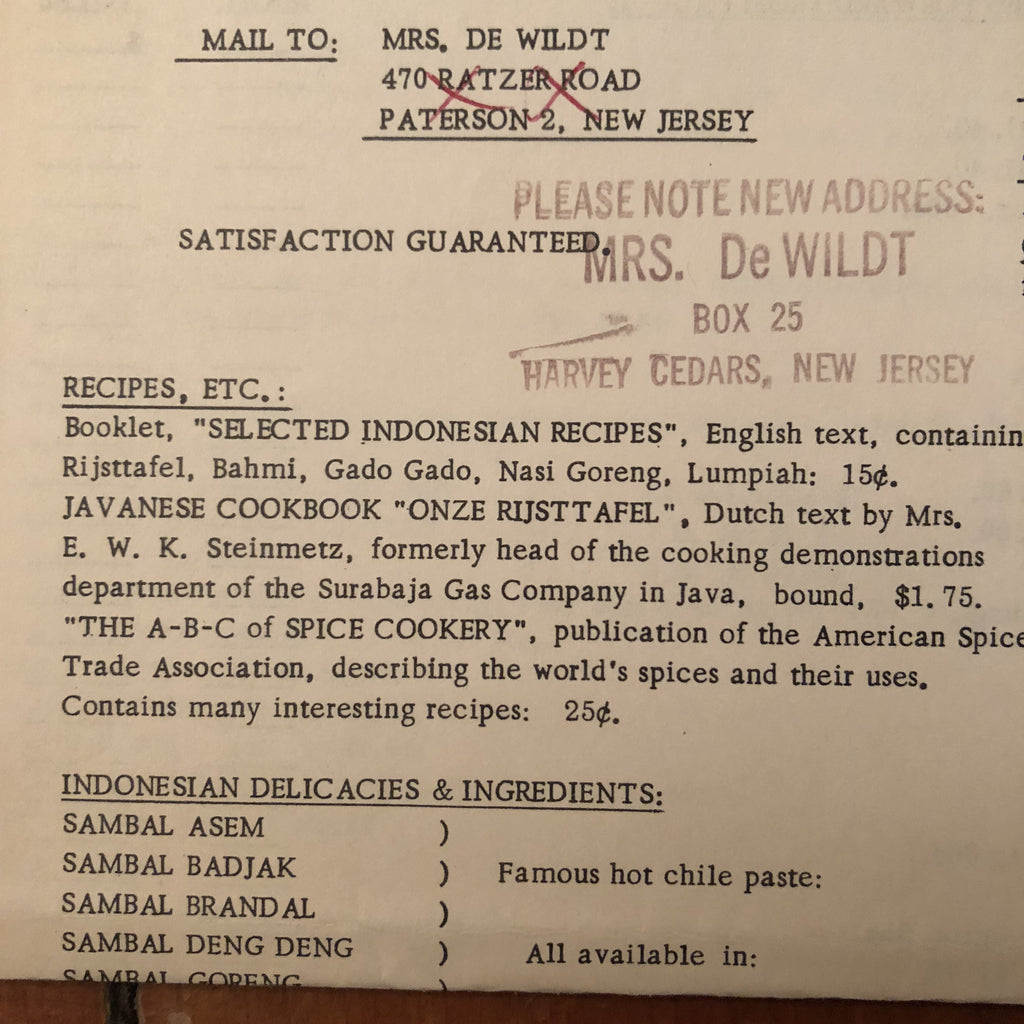 MAIL TO: MRS. DE WILDT
470 RATZER ROAD
PATERSON 2, NEW JERSEY
PLEASE NOTE NEW ADDRESS:
SATISFACTION GUARANTEED.
MRS. De WILDT
BOX 25
HARVEY CEDARS, NEW JERSEY
RECIPES, ETC.:
Booklet, "SELECTED INDONESIAN RECIPES", English text, containin
Rijsttafel, Bahmi, Gado Gado, Nasi Goreng, Lumpiah: 15¢.
JAVANESE COOKBOOK "ONZE RIJSTTAFEL", Dutch text by Mrs.
E. W. K. Steinmetz, formerly head of the cooking demonstrations
department of the Surabaja Gas Company in Java, bound, $1.75.
"THE A-B-C of SPICE COOKERY", publication of the American Spice
Trade Association, describing the world's spices and their uses.
Contains many interesting recipes: 25¢.
INDONESIAN DELICACIES & INGREDIENTS:
SAMBAL ASEM )
SAMBAL BADJAK ) Famous hot chile paste:
SAMBAL BRANDAL )
SAMBAL DENG DENG ) All available in:
SAMBAL GORENG )